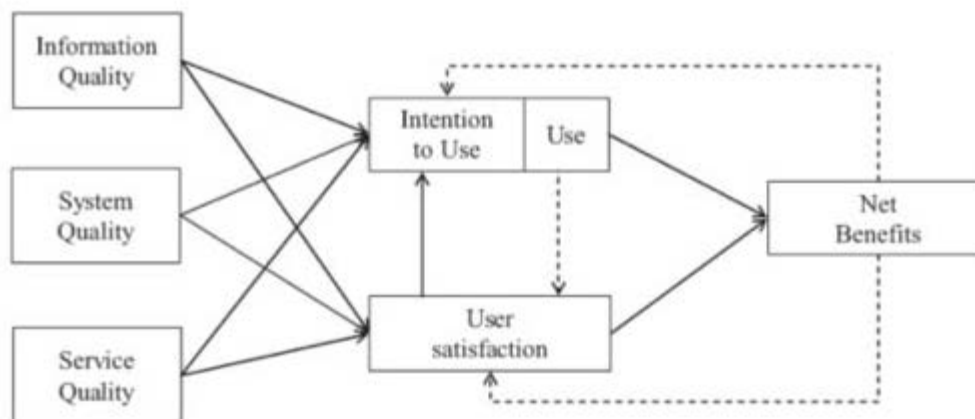 Information
Quality
System
Quality
Service
Quality
Intention
to Use
Use
User
satisfaction
Net
Benefits